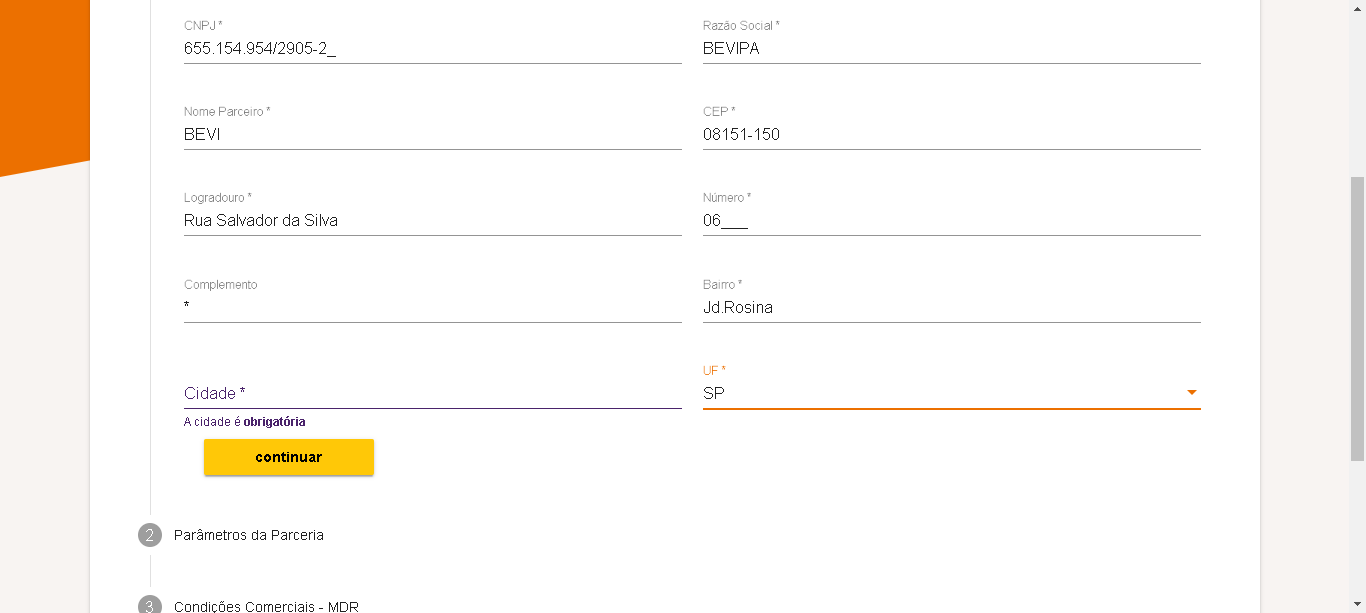 CNPJ *
655.154.954/2905-2_
Razão Social *
BEVIPA
Nome Parceiro *
BEVI
CEP *
08151-150
Logradouro *
Rua Salvador da Silva
Número *
06___
Complemento
*
Bairro *
Jd.Rosina
Cidade *
A cidade é obrigatória
UF *
SP
continuar
2 Parâmetros da Parceria
3 Condições Comerciais - MDR